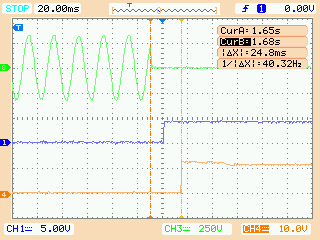 STOP 20.00ms T 1 0.00V
T
CurA: 1.65s
CurB: 1.68s
|ΔX|: 24.8ms
1/|ΔX|: 40.32Hz
3
1
4
CH1 5.00V CH3 250V CH4 10.0V